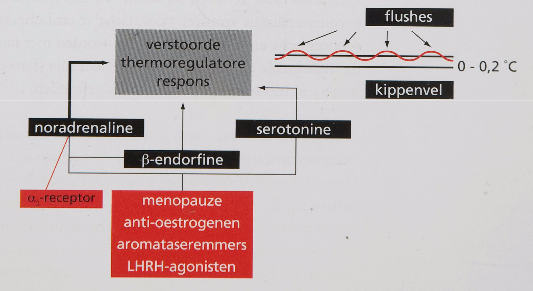 flushes
verstoorde
thermoregulatore
respons
0 - 0,2 °C
kippenvel
noradrenaline
serotonine
β-endorfine
α₂-receptor
menopauze
anti-oestrogenen
aromataseremmers
LHRH-agonisten